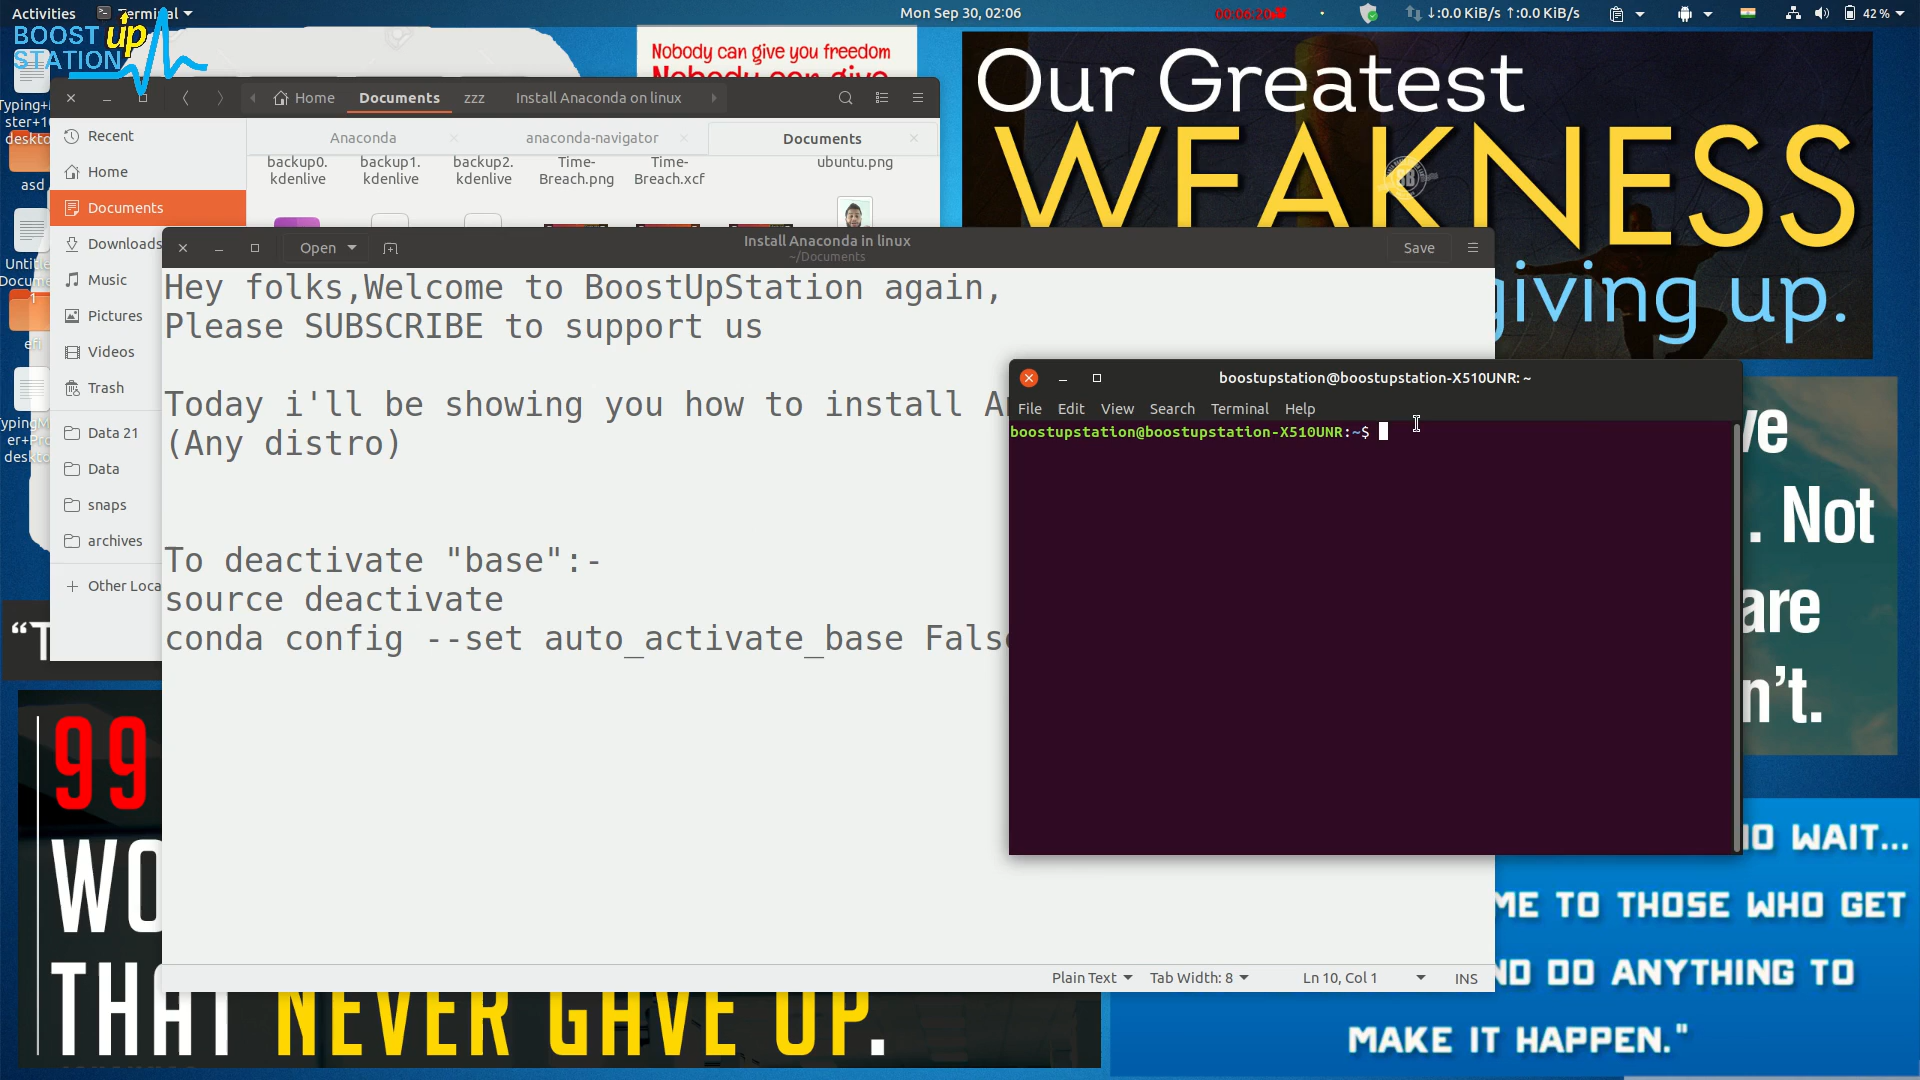 Activities
Terminal
Mon Sep 30, 02:06
00:06:20
↓:0.0 KiB/s ↑:0.0 KiB/s
42 %
BOOST up
STATION
Nobody can give you freedom
Nobody can give
Our Greatest
WEAKNESS
giving up.
Home
Documents
zzz
Install Anaconda on linux
Recent
Home
Documents
Downloads
Music
Pictures
Videos
Trash
Data 21
Data
snaps
archives
Other Loca
Anaconda
anaconda-navigator
Documents
backup0.
kdenlive
backup1.
kdenlive
backup2.
kdenlive
Time-
Breach.png
Time-
Breach.xcf
ubuntu.png
asd
Open
Install Anaconda in linux
~/Documents
Save
Hey folks,Welcome to BoostUpStation again,
Please SUBSCRIBE to support us
Today i'll be showing you how to install
(Any distro)
To deactivate "base":-
source deactivate
conda config --set auto_activate_base False
Plain Text
Tab Width: 8
Ln 10, Col 1
INS
boostupstation@boostupstation-X510UNR: ~
File Edit View Search Terminal Help
boostupstation@boostupstation-X510UNR:~$
. Not
are
n't.
99
WO
THAT NEVER GAVE UP.
WAIT...
ME TO THOSE WHO GET
ND DO ANYTHING TO
MAKE IT HAPPEN."